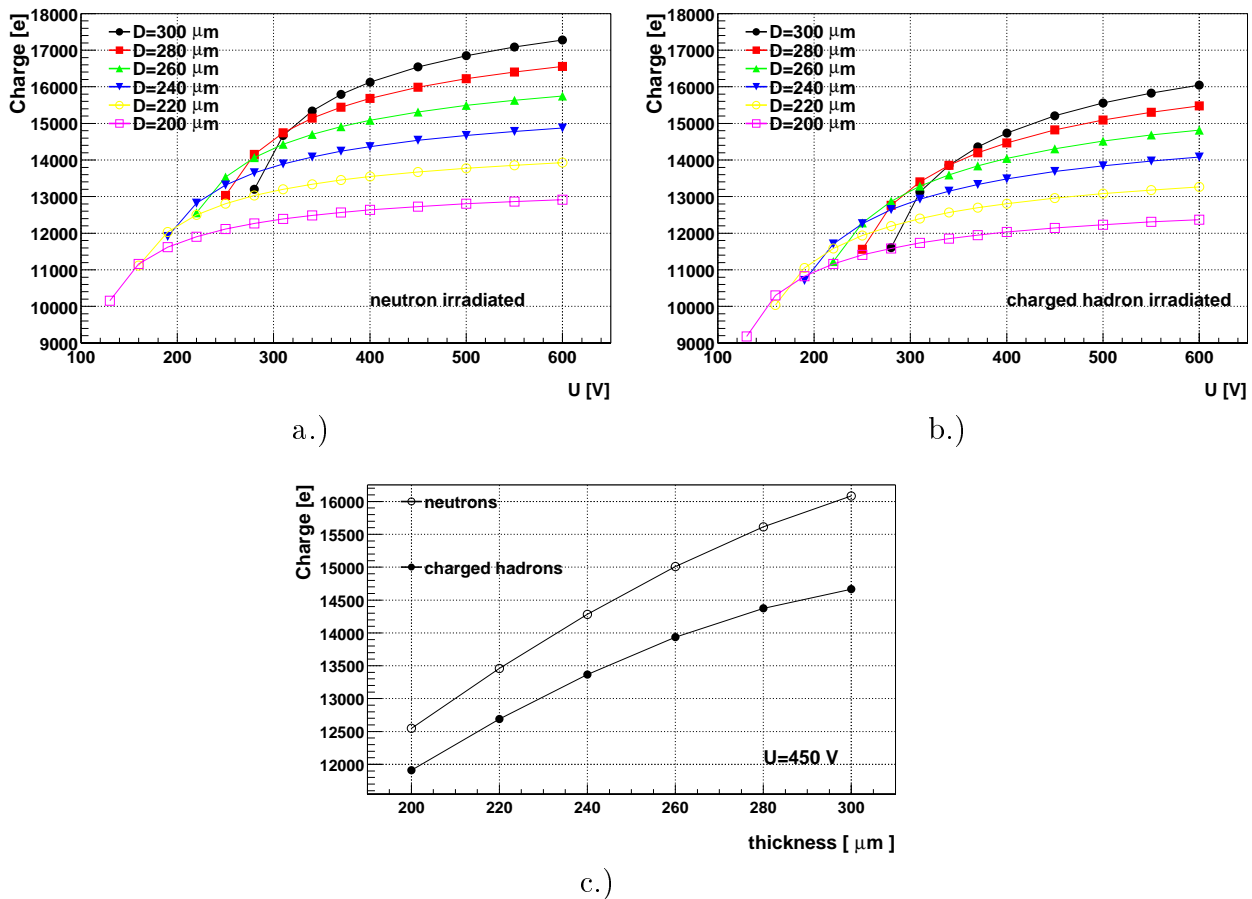 Charge [e]
18000
17000
16000
15000
14000
13000
12000
11000
10000
9000
D=300 μm
D=280 μm
D=260 μm
D=240 μm
D=220 μm
D=200 μm
neutron irradiated
100 200 300 400 500 600
U [V]
a.)
Charge [e]
18000
17000
16000
15000
14000
13000
12000
11000
10000
9000
D=300 μm
D=280 μm
D=260 μm
D=240 μm
D=220 μm
D=200 μm
charged hadron irradiated
100 200 300 400 500 600
U [V]
b.)
Charge [e]
16000
15500
15000
14500
14000
13500
13000
12500
12000
neutrons
charged hadrons
U=450 V
200 220 240 260 280 300
thickness [ μm ]
c.)